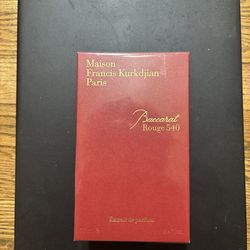 Maison
Francis Kurkdjian
Paris
Baccarat
Rouge 540
Extrait de parfum